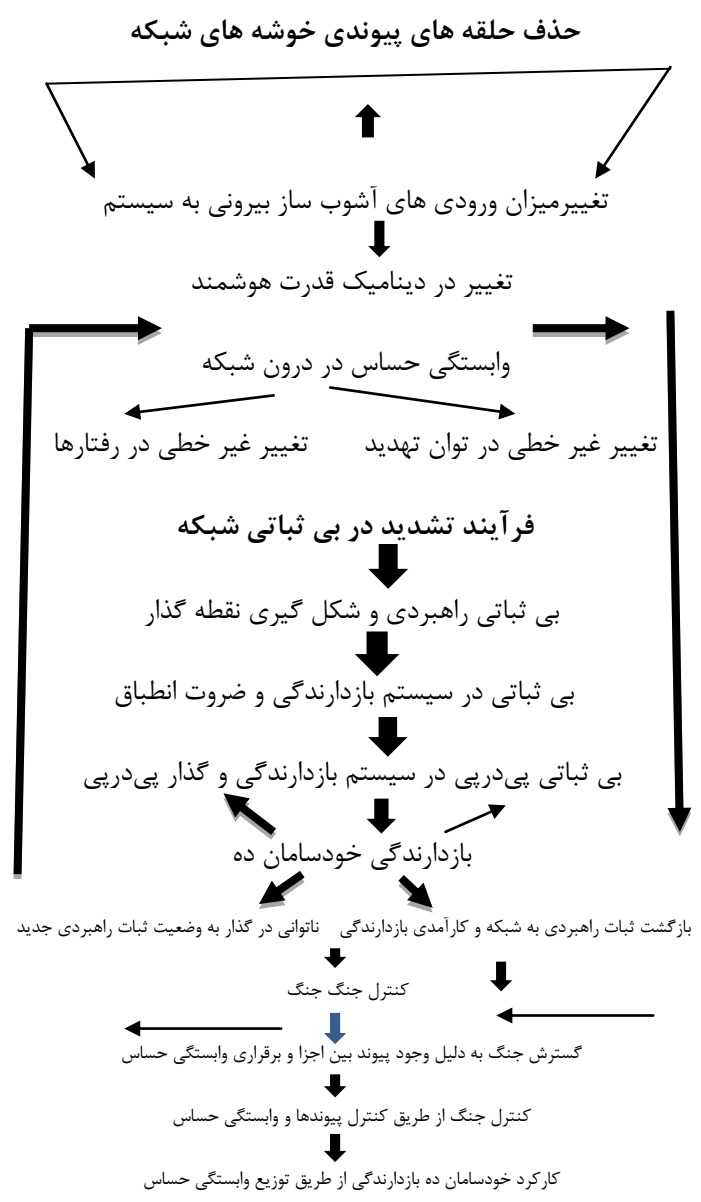 حذف حلقه های پیوندی خوشه های شبکه
تغییرمیزان ورودی های آشوب ساز بیرونی به سیستم
تغییر در دینامیک قدرت هوشمند
وابستگی حساس در درون شبکه
تغییر غیر خطی در توان تهدید تغییر غیر خطی در رفتارها
فرآیند تشدید در بی ثباتی شبکه
بی ثباتی راهبردی و شکل گیری نقطه گذار
بی ثباتی در سیستم بازدارندگی و ضروت انطباق
بی ثباتی پی‌درپی در سیستم بازدارندگی و گذار پی‌درپی
بازدارندگی خودسامان ده
بازگشت ثبات راهبردی به شبکه و کارآمدی بازدارندگی ناتوانی در گذار به وضعیت ثبات راهبردی جدید
کنترل جنگ جنگ
گسترش جنگ به دلیل وجود پیوند بین اجزا و برقراری وابستگی حساس
کنترل جنگ از طریق کنترل پیوندها و وابستگی حساس
کارکرد خودسامان ده بازدارندگی از طریق توزیع وابستگی حساس